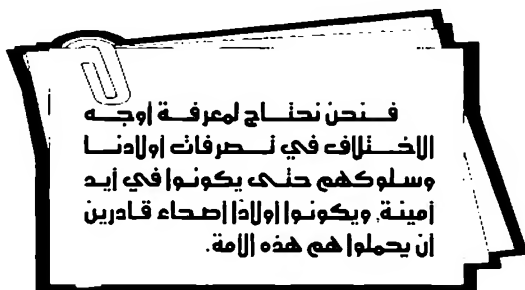 فنحن نحتاج لمعرفة أوجه
الاختلاف في تصرفات أولادنا
وسلوكهم حتى يكونوا في أيد
أمينة، ويكونوا أولادًا أصحاء قادرين
أن يحملوا هم هذه الأمة.